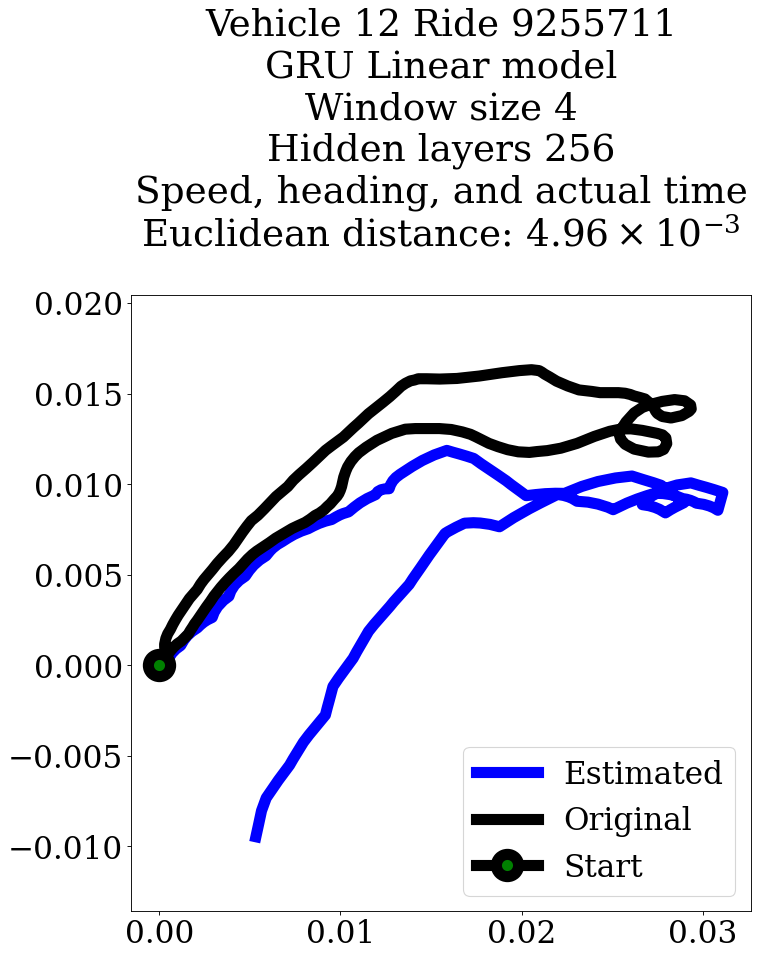 Vehicle 12 Ride 9255711
GRU Linear model
Window size 4
Hidden layers 256
Speed, heading, and actual time
Euclidean distance: 4.96 × 10⁻³
0.020
0.015
0.010
0.005
0.000
−0.005
−0.010
Estimated
Original
Start
0.00 0.01 0.02 0.03